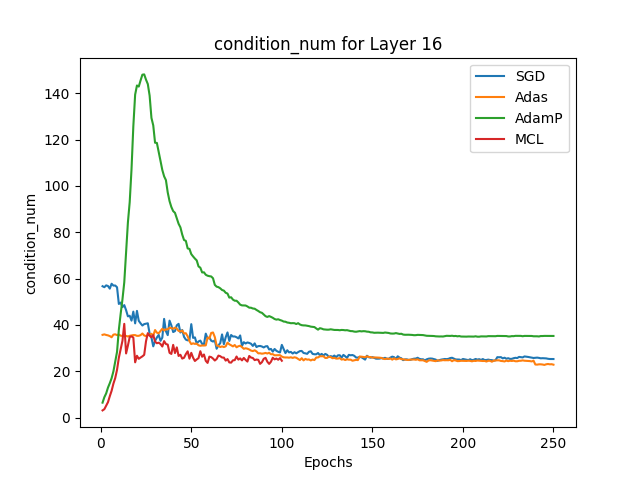 condition_num for Layer 16
SGD
Adas
AdamP
MCL
140
120
100
80
60
40
20
0
condition_num
0 50 100 150 200 250
Epochs